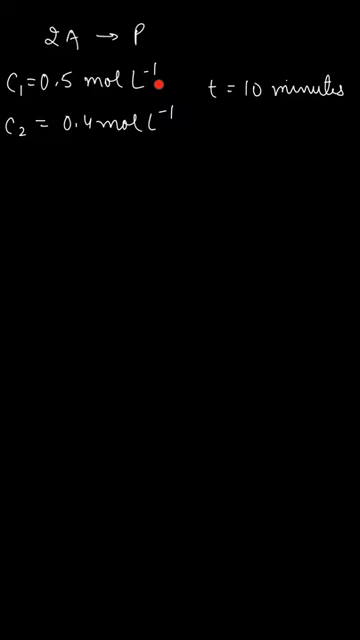 2A → P
C₁ = 0.5 mol L⁻¹
t = 10 minutes
C₂ = 0.4 mol L⁻¹